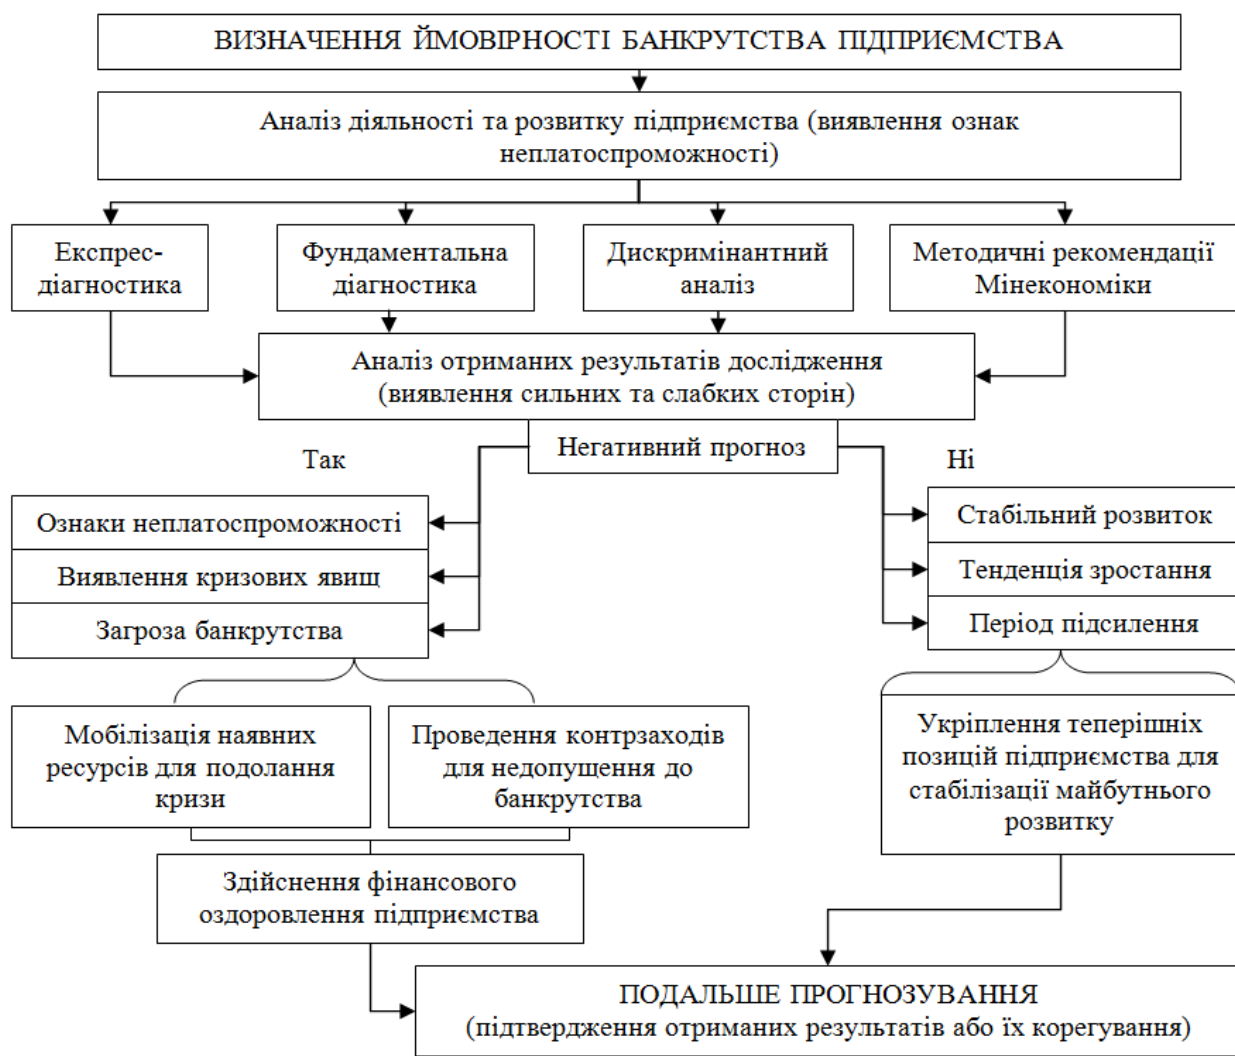 ВИЗНАЧЕННЯ ЙМОВІРНОСТІ БАНКРУТСТВА ПІДПРИЄМСТВА
Аналіз діяльності та розвитку підприємства (виявлення ознак
неплатоспроможності)
Експрес-
діагностика
Фундаментальна
діагностика
Дискримінантний
аналіз
Методичні рекомендації
Мінекономіки
Аналіз отриманих результатів дослідження
(виявлення сильних та слабких сторін)
Негативний прогноз
Так
Ні
Ознаки неплатоспроможності
Виявлення кризових явищ
Загроза банкрутства
Стабільний розвиток
Тенденція зростання
Період підсилення
Мобілізація наявних
ресурсів для подолання
кризи
Проведення контрзаходів
для недопущення до
банкрутства
Укріплення теперішніх
позицій підприємства для
стабілізації майбутнього
розвитку
Здійснення фінансового
оздоровлення підприємства
ПОДАЛЬШЕ ПРОГНОЗУВАННЯ
(підтвердження отриманих результатів або їх корегування)